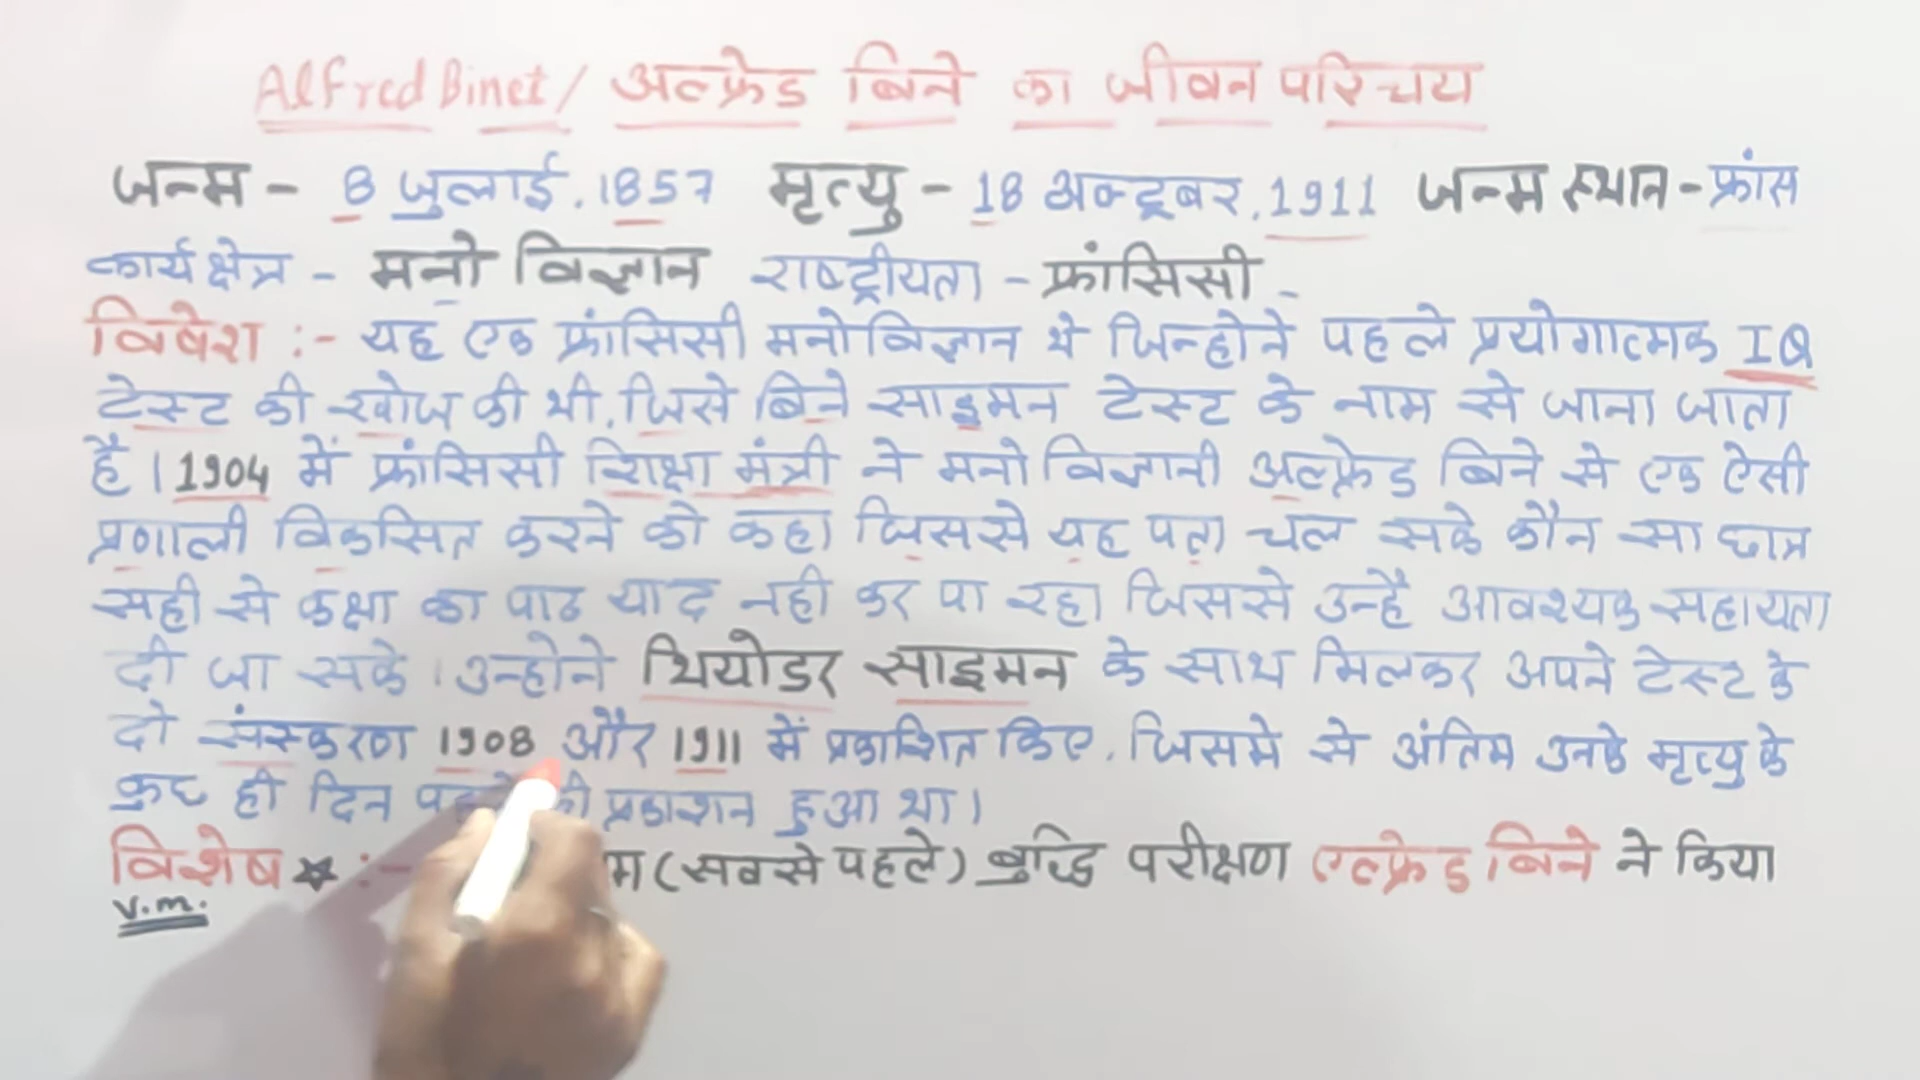 Alfred Binet / अल्फ्रेड बिने का जीवन परिचय
जन्म - 8 जुलाई, 1857 मृत्यु - 18 अक्टूबर, 1911 जन्म स्थान - फ्रांस
कार्यक्षेत्र - मनोविज्ञान राष्ट्रीयता - फ्रांसिसी -
विषेश :- यह एक फ्रांसिसी मनोविज्ञान थे जिन्होने पहले प्रयोगात्मक IQ
टेस्ट की खोज की थी, जिसे बिने साइमन टेस्ट के नाम से जाना जाता
है। 1904 में फ्रांसिसी शिक्षा मंत्री ने मनोविज्ञानी अल्फ्रेड बिने से एक ऐसी
प्रणाली विकसित करने को कहा जिससे यह पता चल सके कौन सा छात्र
सही से कक्षा का पाठ याद नही कर पा रहा जिससे उन्है आवश्यक सहायता
दी जा सके। उन्होने थियोडर साइमन के साथ मिलकर अपने टेस्ट के
दो संस्करण 1908 और 1911 में प्रकाशित किए, जिसमे से अंतिम उनके मृत्यु के
कुछ ही दिन प्रकाशन हुआ था।
विशेष ☆ :- (सबसे पहले) बुद्धि परीक्षण एल्फ्रेड बिने ने किया
V.m.